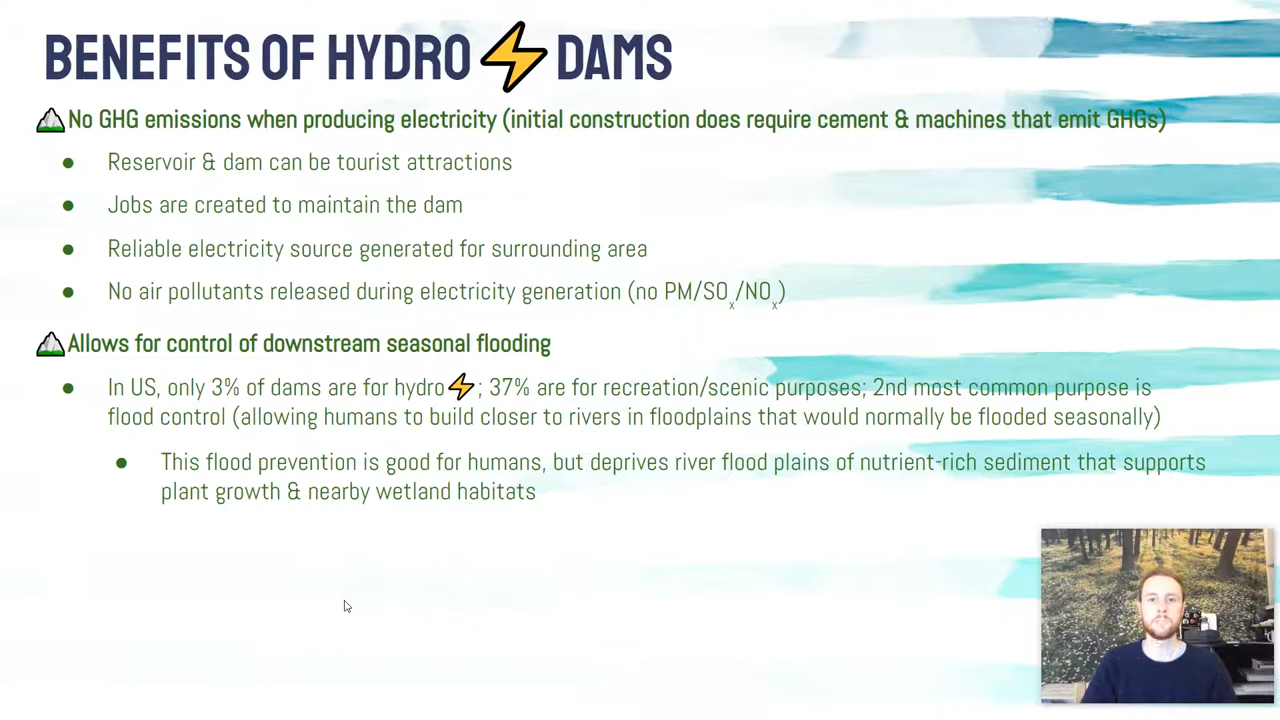 BENEFITS OF HYDRO⚡DAMS
No GHG emissions when producing electricity (initial construction does require cement & machines that emit GHGs)
● Reservoir & dam can be tourist attractions
● Jobs are created to maintain the dam
● Reliable electricity source generated for surrounding area
● No air pollutants released during electricity generation (no PM/SOₓ/NOₓ)
Allows for control of downstream seasonal flooding
● In US, only 3% of dams are for hydro⚡; 37% are for recreation/scenic purposes; 2nd most common purpose is
flood control (allowing humans to build closer to rivers in floodplains that would normally be flooded seasonally)
● This flood prevention is good for humans, but deprives river flood plains of nutrient-rich sediment that supports
plant growth & nearby wetland habitats